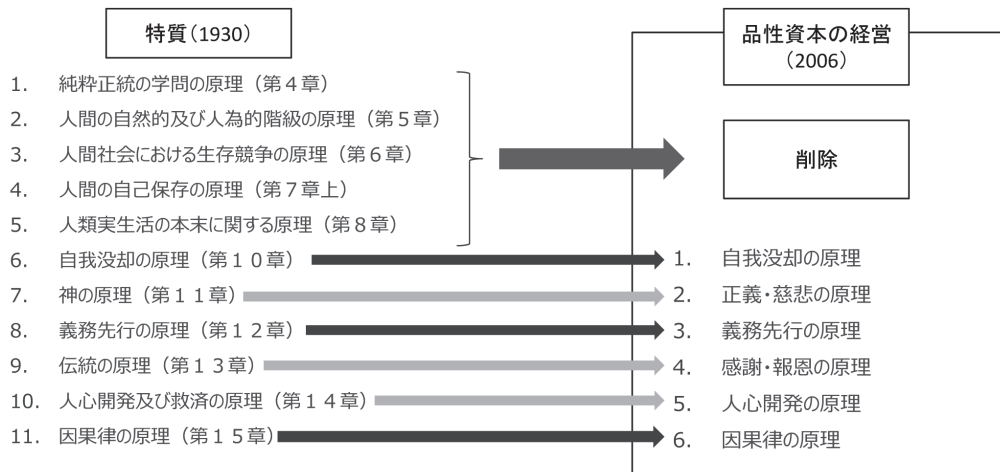 特質（1930）
1. 純粋正統の学問の原理（第４章）
2. 人間の自然的及び人為的階級の原理（第５章）
3. 人間社会における生存競争の原理（第６章）
4. 人間の自己保存の原理（第７章上）
5. 人類実生活の本末に関する原理（第８章）
6. 自我没却の原理（第１０章）
7. 神の原理（第１１章）
8. 義務先行の原理（第１２章）
9. 伝統の原理（第１３章）
10. 人心開発及び救済の原理（第１４章）
11. 因果律の原理（第１５章）
品性資本の経営
（2006）
削除
1. 自我没却の原理
2. 正義・慈悲の原理
3. 義務先行の原理
4. 感謝・報恩の原理
5. 人心開発の原理
6. 因果律の原理